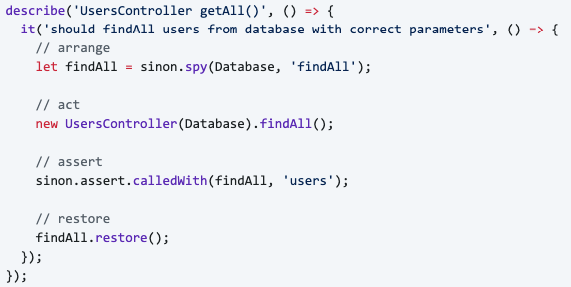 describe('UsersController getAll()', () => {
  it('should findAll users from database with correct parameters', () -> {
    // arrange
    let findAll = sinon.spy(Database, 'findAll');

    // act
    new UsersController(Database).findAll();

    // assert
    sinon.assert.calledWith(findAll, 'users');

    // restore
    findAll.restore();
  });
});